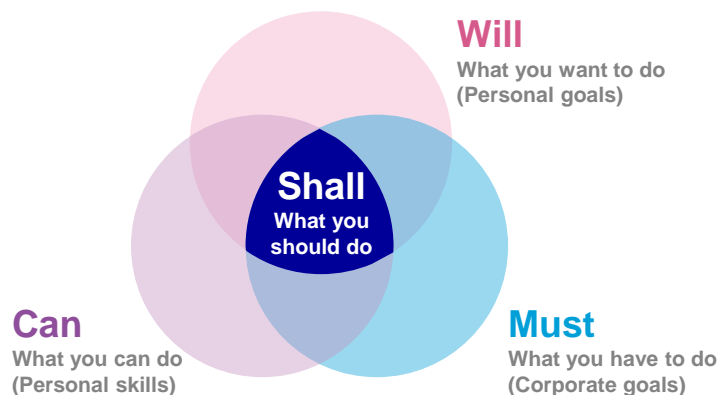 Will
What you want to do
(Personal goals)
Shall
What you
should do
Can
What you can do
(Personal skills)
Must
What you have to do
(Corporate goals)